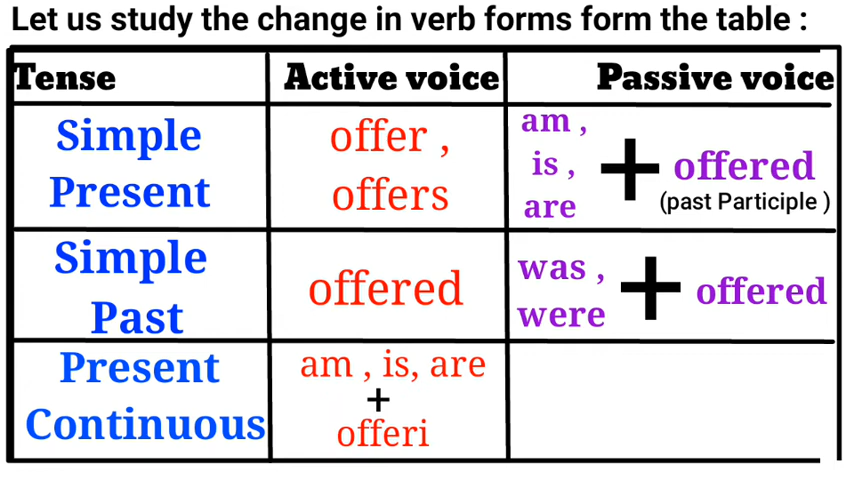 Let us study the change in verb forms form the table :
Tense Active voice Passive voice
Simple
Present
offer ,
offers
am ,
is ,
are
+
offered
(past Participle )
Simple
Past
offered
was ,
were
+
offered
Present
Continuous
am , is, are
+
offeri